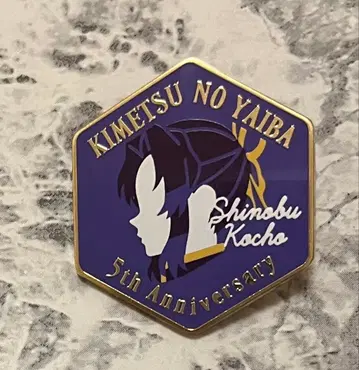 KIMETSU NO YAIBA
Shinobu
Kocho
5th Anniversary